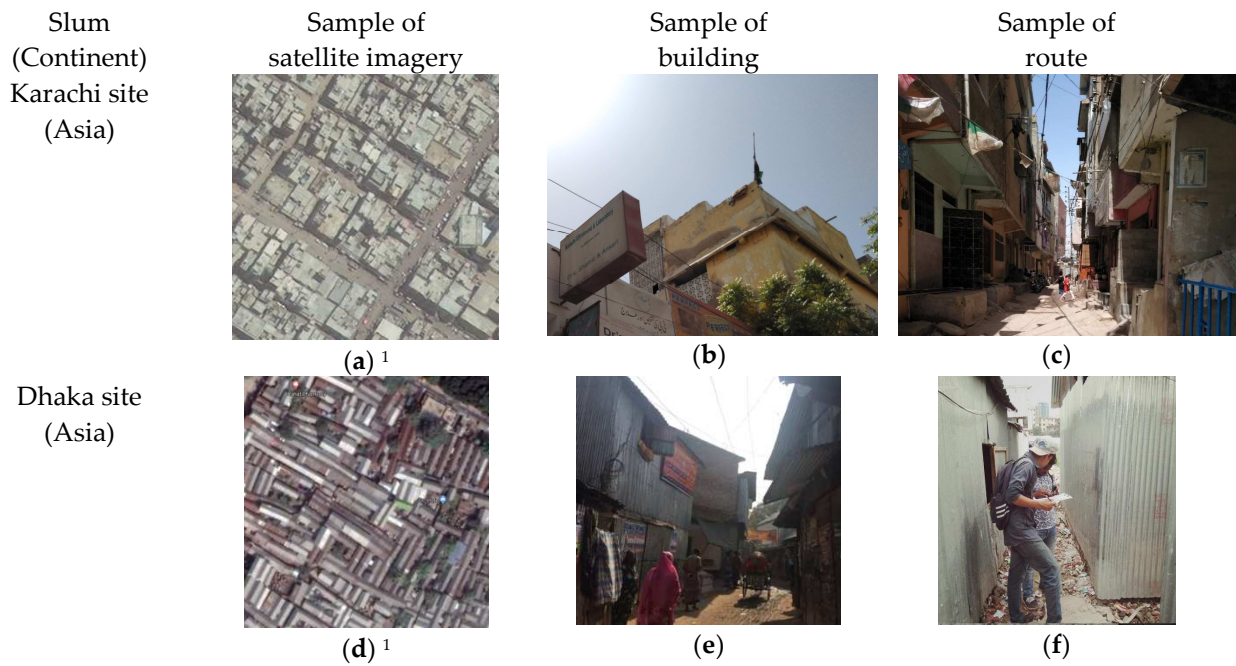 Slum
(Continent)
Sample of
satellite imagery
Sample of
building
Sample of
route
Karachi site
(Asia)
(a) 1
(b)
(c)
Dhaka site
(Asia)
(d) 1
(e)
(f)